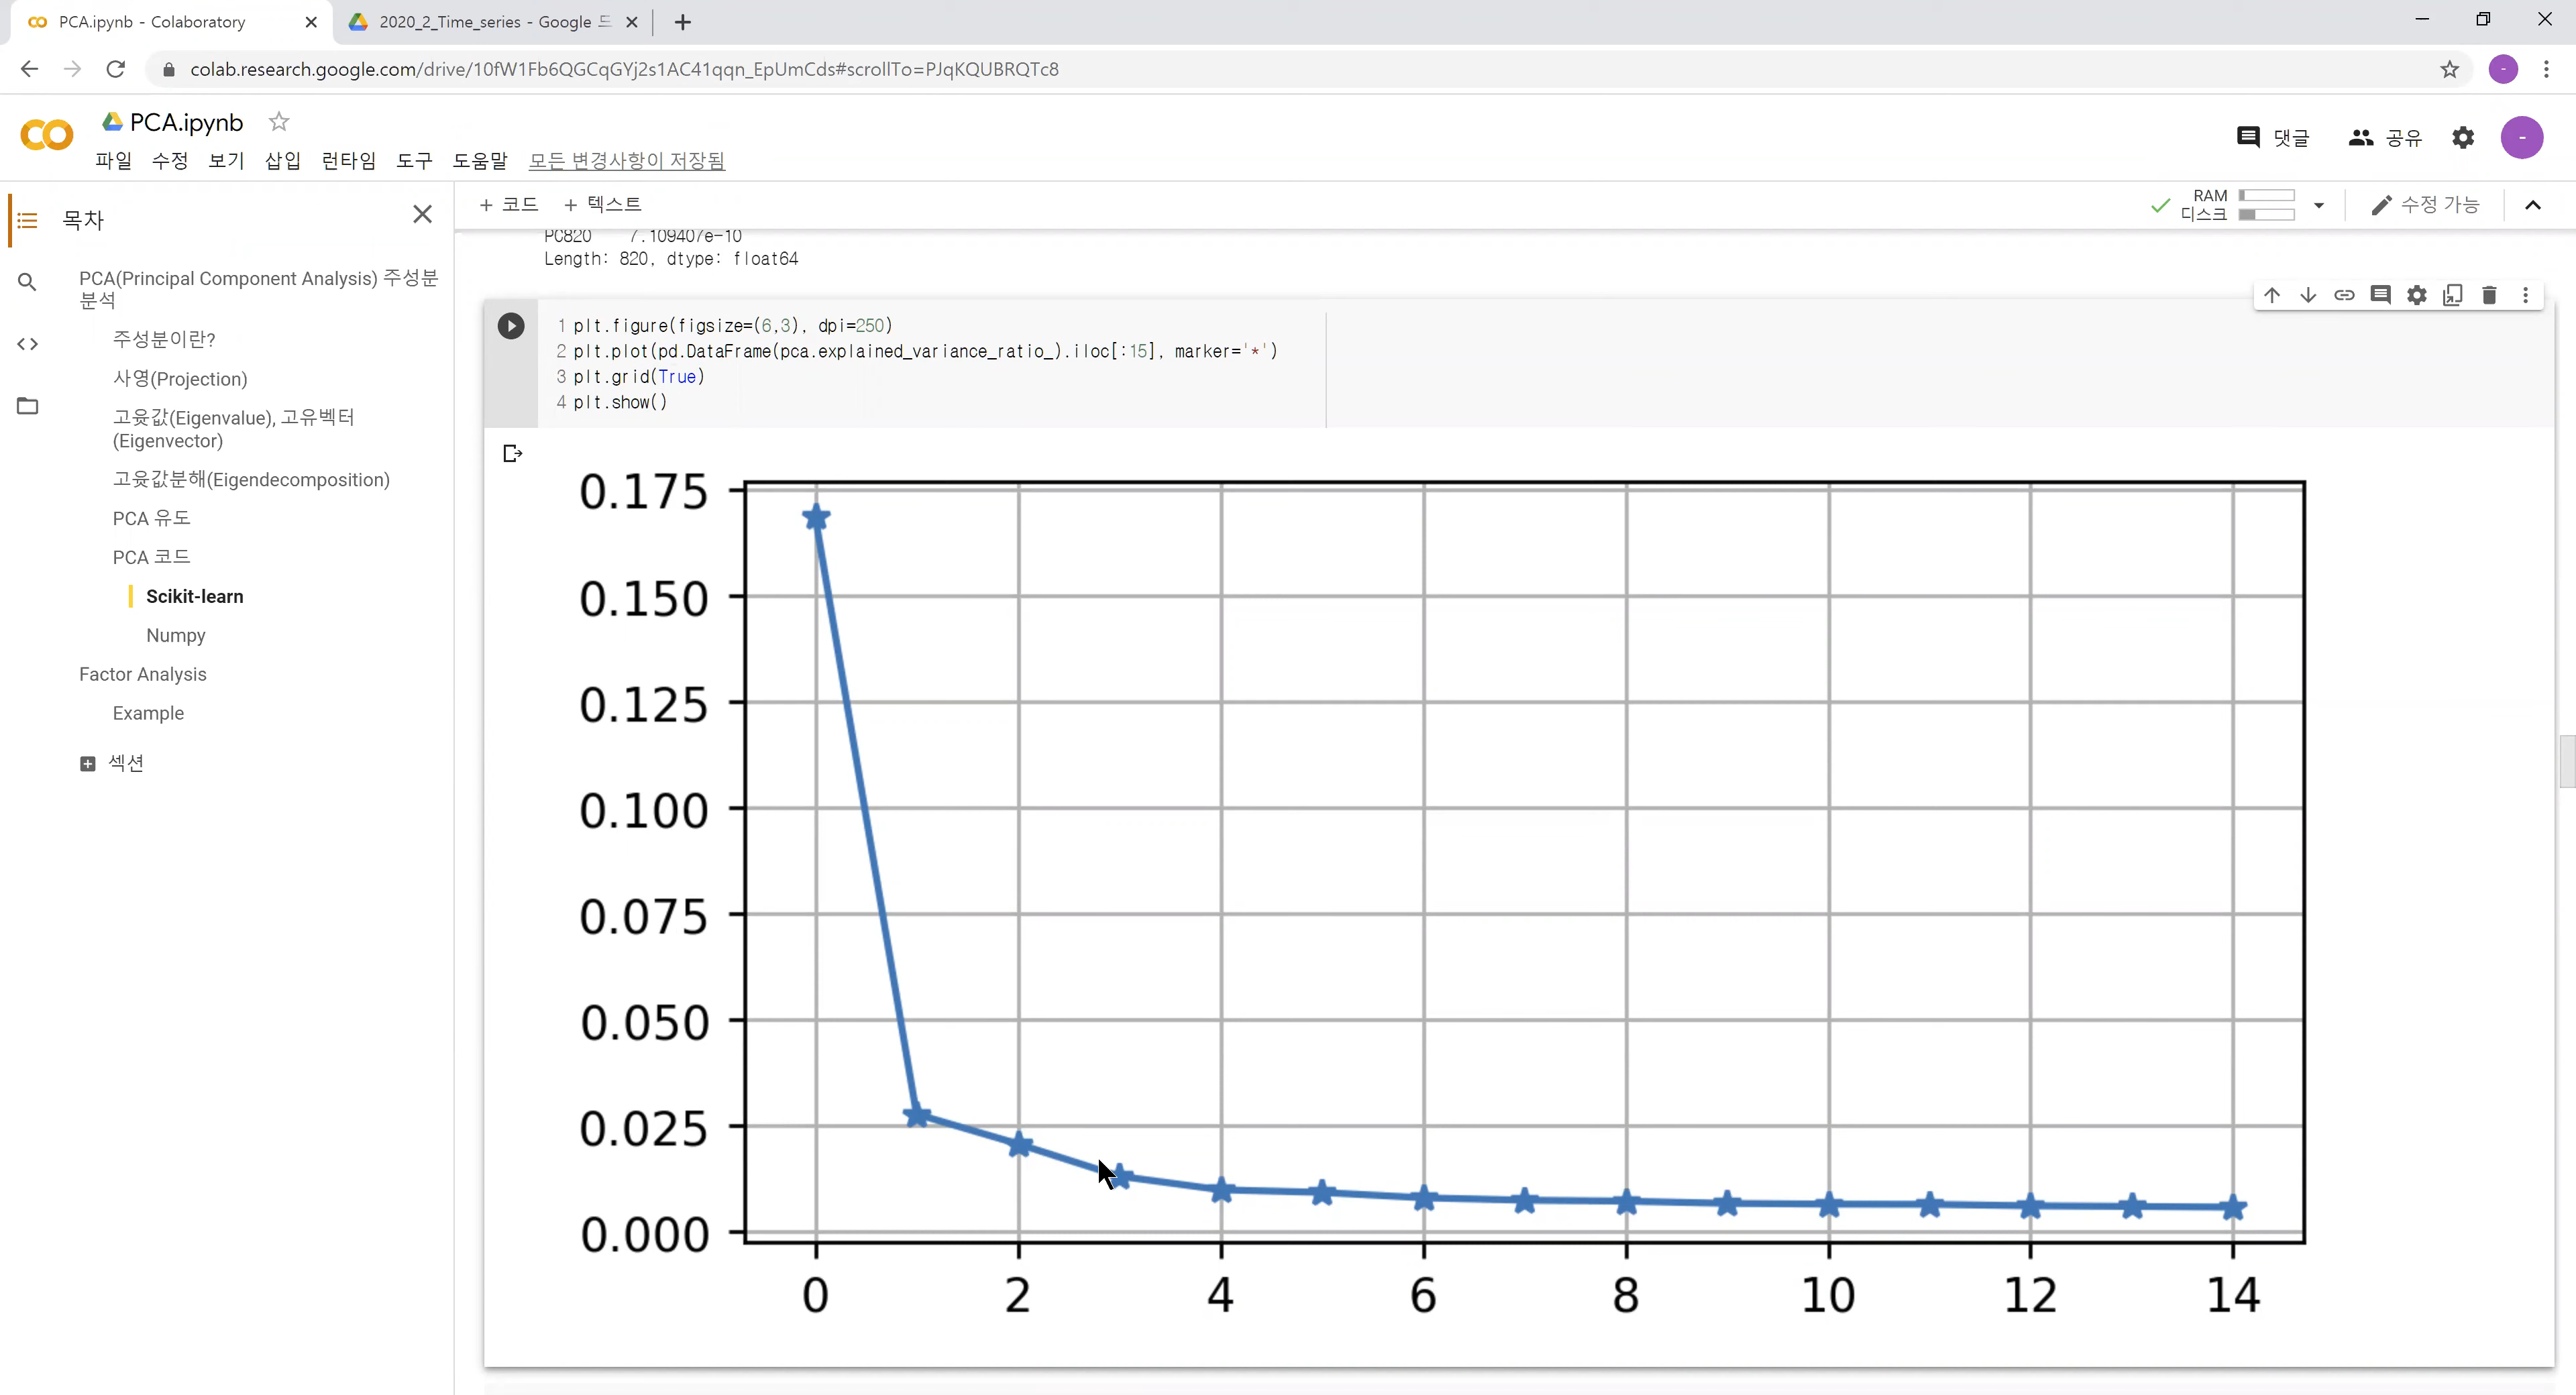 PCA.ipynb - Colaboratory
2020_2_Time_series - Google 드
colab.research.google.com/drive/10fW1Fb6QGCqGYj2s1AC41qqn_EpUmCds#scrollTo=PJqKQUBRQTc8
PCA.ipynb
댓글
공유
파일 수정 보기 삽입 런타임 도구 도움말 모든 변경사항이 저장됨
목차
+ 코드 + 텍스트
RAM
디스크
수정 가능
PCA(Principal Component Analysis) 주성분
분석
주성분이란?
사영(Projection)
고윳값(Eigenvalue), 고유벡터
(Eigenvector)
고윳값분해(Eigendecomposition)
PCA 유도
PCA 코드
Scikit-learn
Numpy
Factor Analysis
Example
섹션
PC820 7.109407e-10
Length: 820, dtype: float64
1 plt.figure(figsize=(6,3), dpi=250)
2 plt.plot(pd.DataFrame(pca.explained_variance_ratio_).iloc[:15], marker='*')
3 plt.grid(True)
4 plt.show()
0.175
0.150
0.125
0.100
0.075
0.050
0.025
0.000
0 2 4 6 8 10 12 14